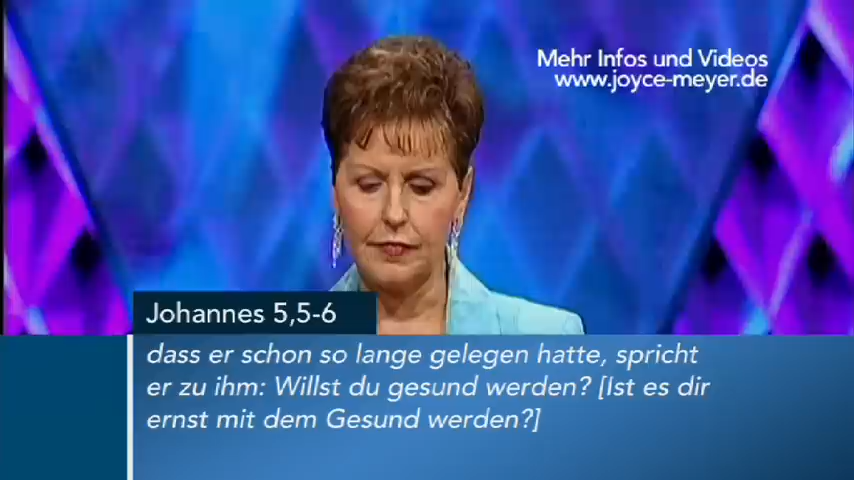 Mehr Infos und Videos
www.joyce-meyer.de
Johannes 5,5-6
dass er schon so lange gelegen hatte, spricht
er zu ihm: Willst du gesund werden? [Ist es dir
ernst mit dem Gesund werden?]